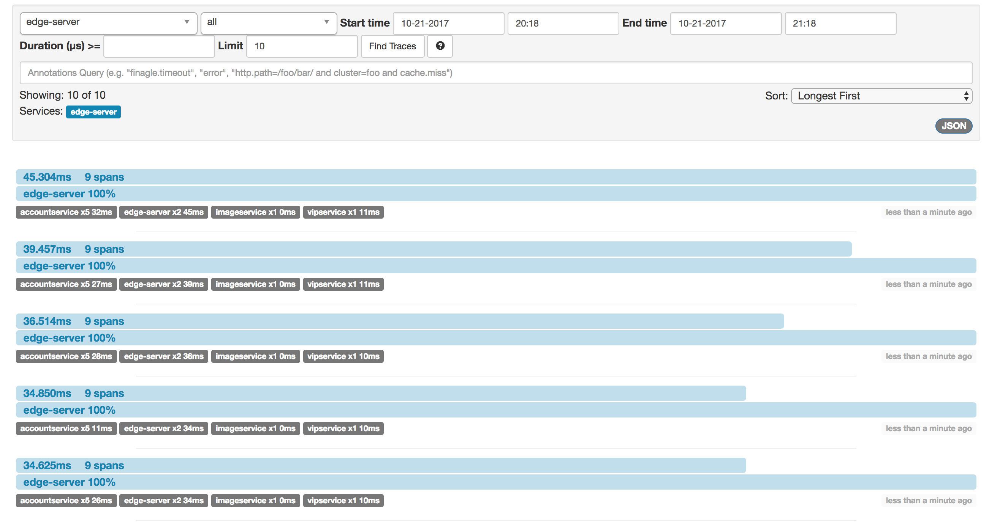 edge-server all Start time 10-21-2017 20:18 End time 10-21-2017 21:18
Duration (µs) >= Limit 10 Find Traces ?
Annotations Query (e.g. "finagle.timeout", "error", "http.path=/foo/bar/ and cluster=foo and cache.miss")
Showing: 10 of 10 Sort: Longest First
Services: edge-server
JSON
45.304ms 9 spans
edge-server 100%
accountservice x5 32ms edge-server x2 45ms imageservice x1 0ms vipservice x1 11ms less than a minute ago
39.457ms 9 spans
edge-server 100%
accountservice x5 27ms edge-server x2 39ms imageservice x1 0ms vipservice x1 11ms less than a minute ago
36.514ms 9 spans
edge-server 100%
accountservice x5 28ms edge-server x2 36ms imageservice x1 0ms vipservice x1 10ms less than a minute ago
34.850ms 9 spans
edge-server 100%
accountservice x5 11ms edge-server x2 34ms imageservice x1 0ms vipservice x1 10ms less than a minute ago
34.625ms 9 spans
edge-server 100%
accountservice x5 26ms edge-server x2 34ms imageservice x1 0ms vipservice x1 10ms less than a minute ago